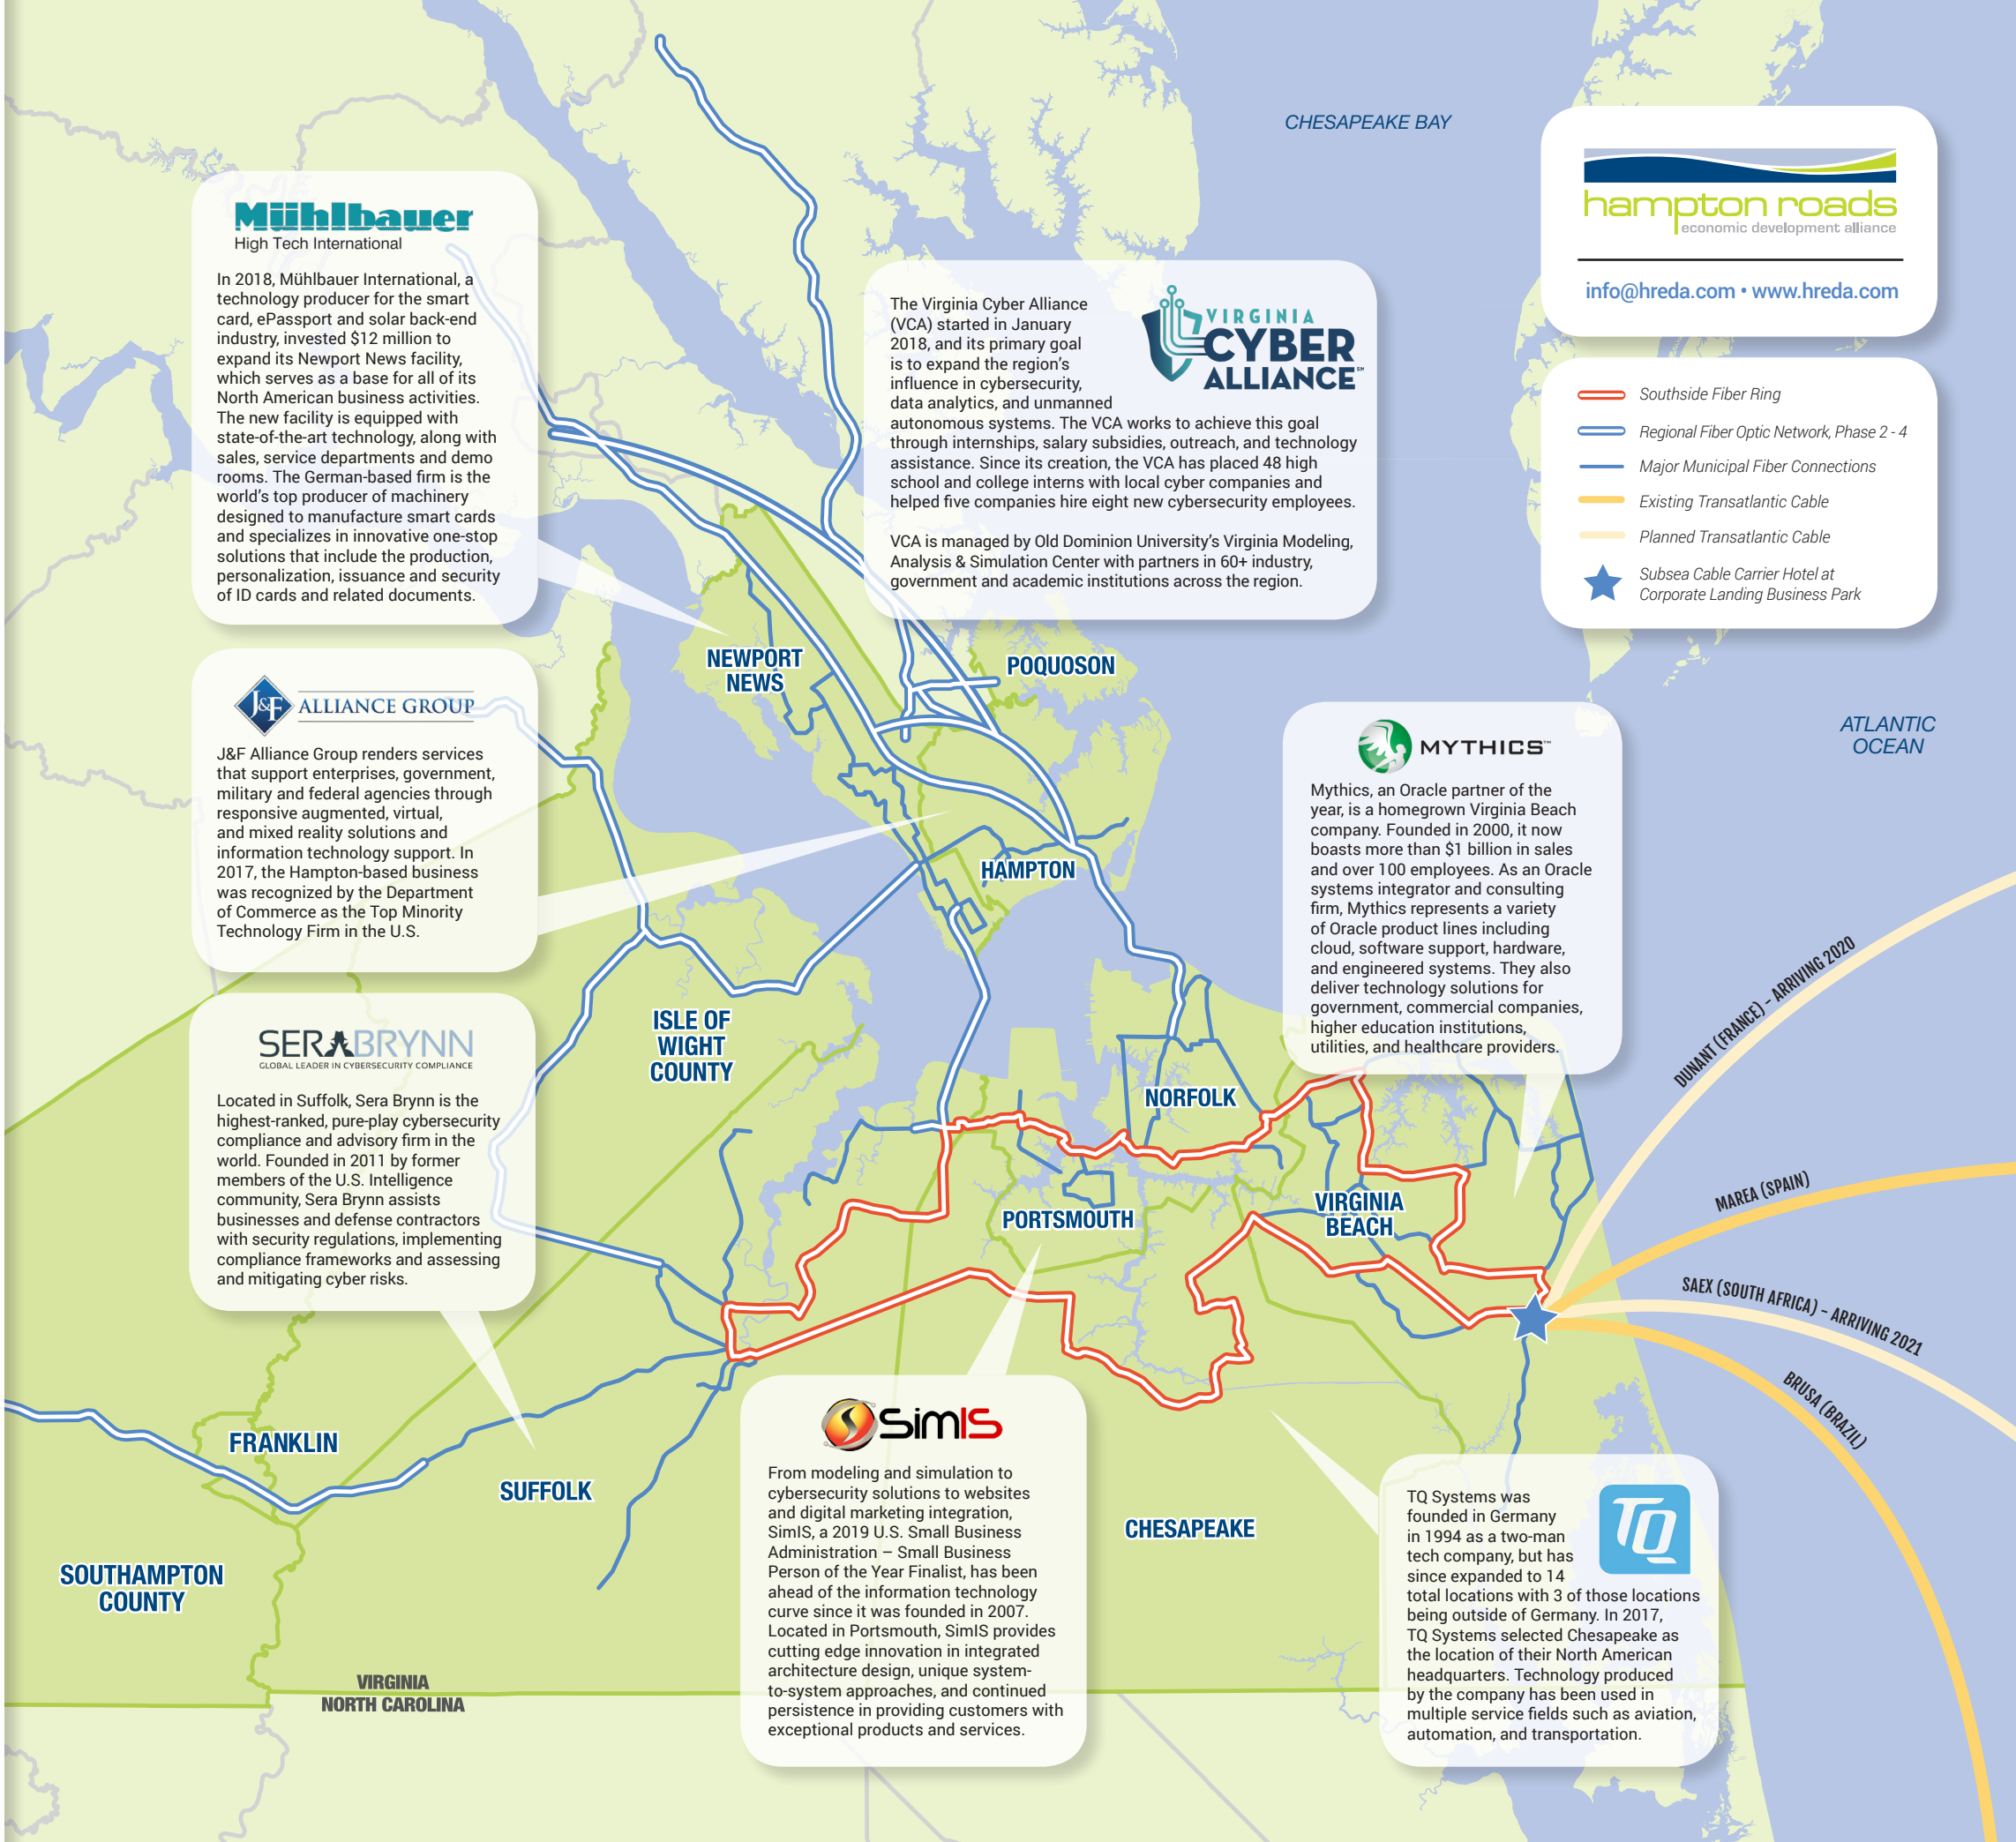 CHESAPEAKE BAY
hampton roads
economic development alliance
info@hreda.com • www.hreda.com
Southside Fiber Ring
Regional Fiber Optic Network, Phase 2 - 4
Major Municipal Fiber Connections
Existing Transatlantic Cable
Planned Transatlantic Cable
Subsea Cable Carrier Hotel at
Corporate Landing Business Park
Mühlbauer
High Tech International
In 2018, Mühlbauer International, a
technology producer for the smart
card, ePassport and solar back-end
industry, invested $12 million to
expand its Newport News facility,
which serves as a base for all of its
North American business activities.
The new facility is equipped with
state-of-the-art technology, along with
sales, service departments and demo
rooms. The German-based firm is the
world's top producer of machinery
designed to manufacture smart cards
and specializes in innovative one-stop
solutions that include the production,
personalization, issuance and security
of ID cards and related documents.
VIRGINIA
CYBER
ALLIANCE℠
The Virginia Cyber Alliance
(VCA) started in January
2018, and its primary goal
is to expand the region's
influence in cybersecurity,
data analytics, and unmanned
autonomous systems. The VCA works to achieve this goal
through internships, salary subsidies, outreach, and technology
assistance. Since its creation, the VCA has placed 48 high
school and college interns with local cyber companies and
helped five companies hire eight new cybersecurity employees.
VCA is managed by Old Dominion University's Virginia Modeling,
Analysis & Simulation Center with partners in 60+ industry,
government and academic institutions across the region.
NEWPORT
NEWS
POQUOSON
J&F ALLIANCE GROUP
J&F Alliance Group renders services
that support enterprises, government,
military and federal agencies through
responsive augmented, virtual,
and mixed reality solutions and
information technology support. In
2017, the Hampton-based business
was recognized by the Department
of Commerce as the Top Minority
Technology Firm in the U.S.
ATLANTIC
OCEAN
MYTHICS™
Mythics, an Oracle partner of the
year, is a homegrown Virginia Beach
company. Founded in 2000, it now
boasts more than $1 billion in sales
and over 100 employees. As an Oracle
systems integrator and consulting
firm, Mythics represents a variety
of Oracle product lines including
cloud, software support, hardware,
and engineered systems. They also
deliver technology solutions for
government, commercial companies,
higher education institutions,
utilities, and healthcare providers.
HAMPTON
DUNANT (FRANCE) – ARRIVING 2020
ISLE OF
WIGHT
COUNTY
SERABRYNN
GLOBAL LEADER IN CYBERSECURITY COMPLIANCE
Located in Suffolk, Sera Brynn is the
highest-ranked, pure-play cybersecurity
compliance and advisory firm in the
world. Founded in 2011 by former
members of the U.S. Intelligence
community, Sera Brynn assists
businesses and defense contractors
with security regulations, implementing
compliance frameworks and assessing
and mitigating cyber risks.
NORFOLK
MAREA (SPAIN)
PORTSMOUTH
VIRGINIA
BEACH
SAEX (SOUTH AFRICA) – ARRIVING 2021
BRUSA (BRAZIL)
FRANKLIN
SUFFOLK
SimIS
From modeling and simulation to
cybersecurity solutions to websites
and digital marketing integration,
SimIS, a 2019 U.S. Small Business
Administration – Small Business
Person of the Year Finalist, has been
ahead of the information technology
curve since it was founded in 2007.
Located in Portsmouth, SimIS provides
cutting edge innovation in integrated
architecture design, unique system-
to-system approaches, and continued
persistence in providing customers with
exceptional products and services.
CHESAPEAKE
TQ
TQ Systems was
founded in Germany
in 1994 as a two-man
tech company, but has
since expanded to 14
total locations with 3 of those locations
being outside of Germany. In 2017,
TQ Systems selected Chesapeake as
the location of their North American
headquarters. Technology produced
by the company has been used in
multiple service fields such as aviation,
automation, and transportation.
SOUTHAMPTON
COUNTY
VIRGINIA
NORTH CAROLINA